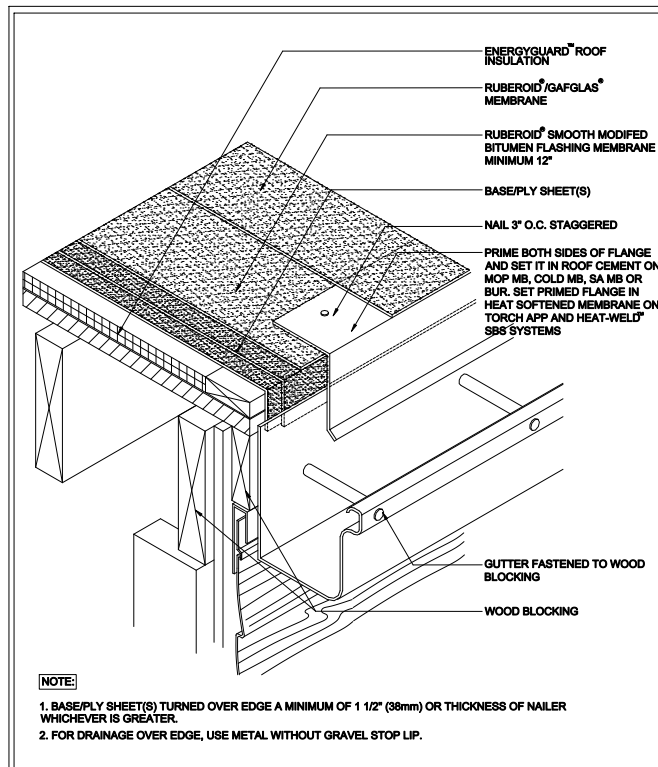 ENERGYGUARD™ ROOF
INSULATION
RUBEROID®/GAFGLAS®
MEMBRANE
RUBEROID® SMOOTH MODIFED
BITUMEN FLASHING MEMBRANE
MINIMUM 12"
BASE/PLY SHEET(S)
NAIL 3" O.C. STAGGERED
PRIME BOTH SIDES OF FLANGE
AND SET IT IN ROOF CEMENT ON
MOP MB, COLD MB, SA MB OR
BUR. SET PRIMED FLANGE IN
HEAT SOFTENED MEMBRANE ON
TORCH APP AND HEAT-WELD™
SBS SYSTEMS
GUTTER FASTENED TO WOOD
BLOCKING
WOOD BLOCKING
NOTE:
1. BASE/PLY SHEET(S) TURNED OVER EDGE A MINIMUM OF 1 1/2" (38mm) OR THICKNESS OF NAILER
WHICHEVER IS GREATER.
2. FOR DRAINAGE OVER EDGE, USE METAL WITHOUT GRAVEL STOP LIP.